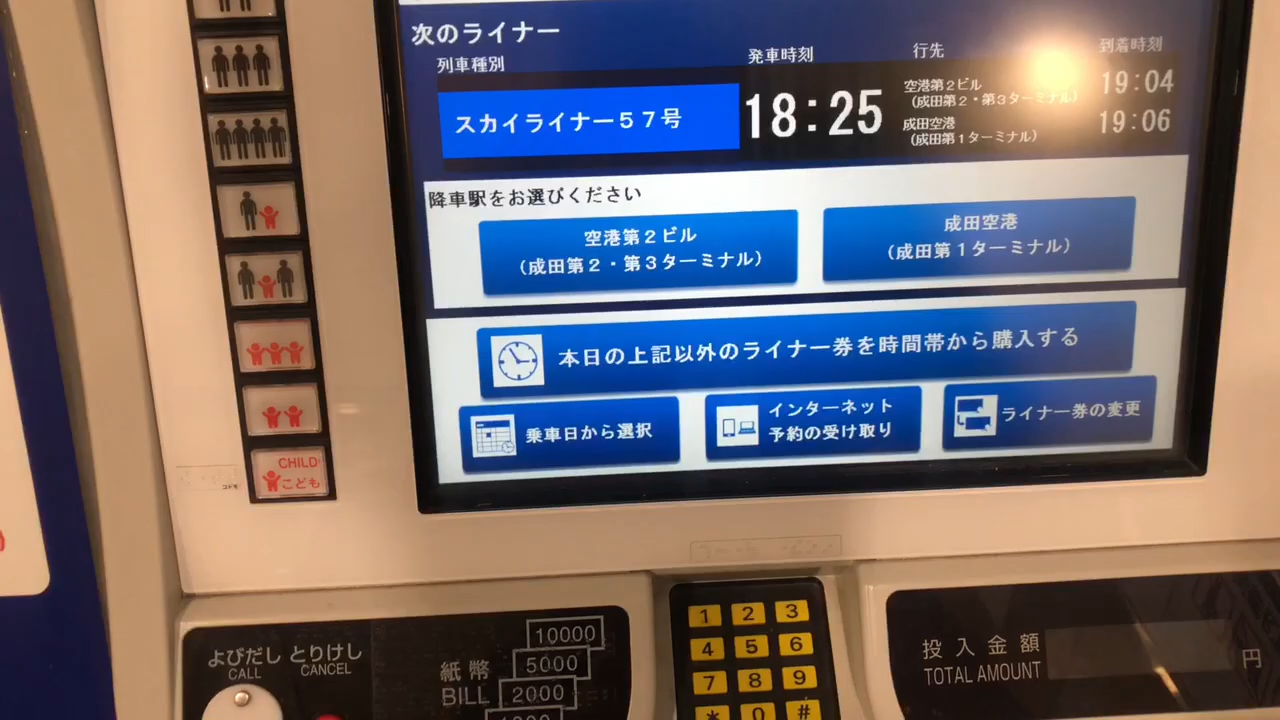 次のライナー
列車種別
発車時刻
行先
到着時刻
スカイライナー57号
18:25
空港第2ビル
(成田第2・第3ターミナル)
19:04
成田空港
(成田第1ターミナル)
19:06
降車駅をお選びください
空港第2ビル
(成田第2・第3ターミナル)
成田空港
(成田第1ターミナル)
本日の上記以外のライナー券を時間帯から購入する
乗車日から選択
インターネット
予約の受け取り
ライナー券の変更
CHILD
こども
コドモ
よびだし
CALL
とりけし
CANCEL
紙幣
BILL
10000
5000
2000
1000
1 2 3
4 5 6
7 8 9
* 0 #
投入金額
TOTAL AMOUNT
円